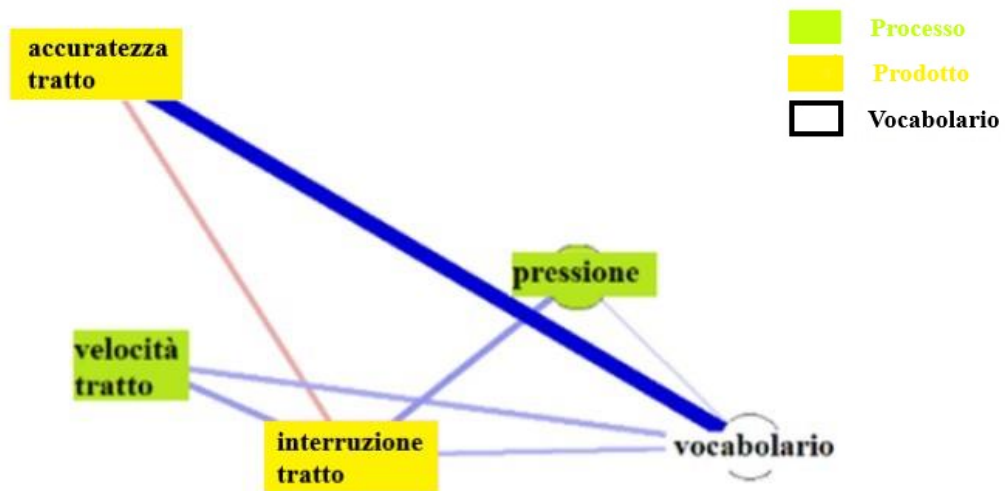 accuratezza
tratto
Processo
Prodotto
Vocabolario
pressione
velocità
tratto
interruzione
tratto
vocabolario